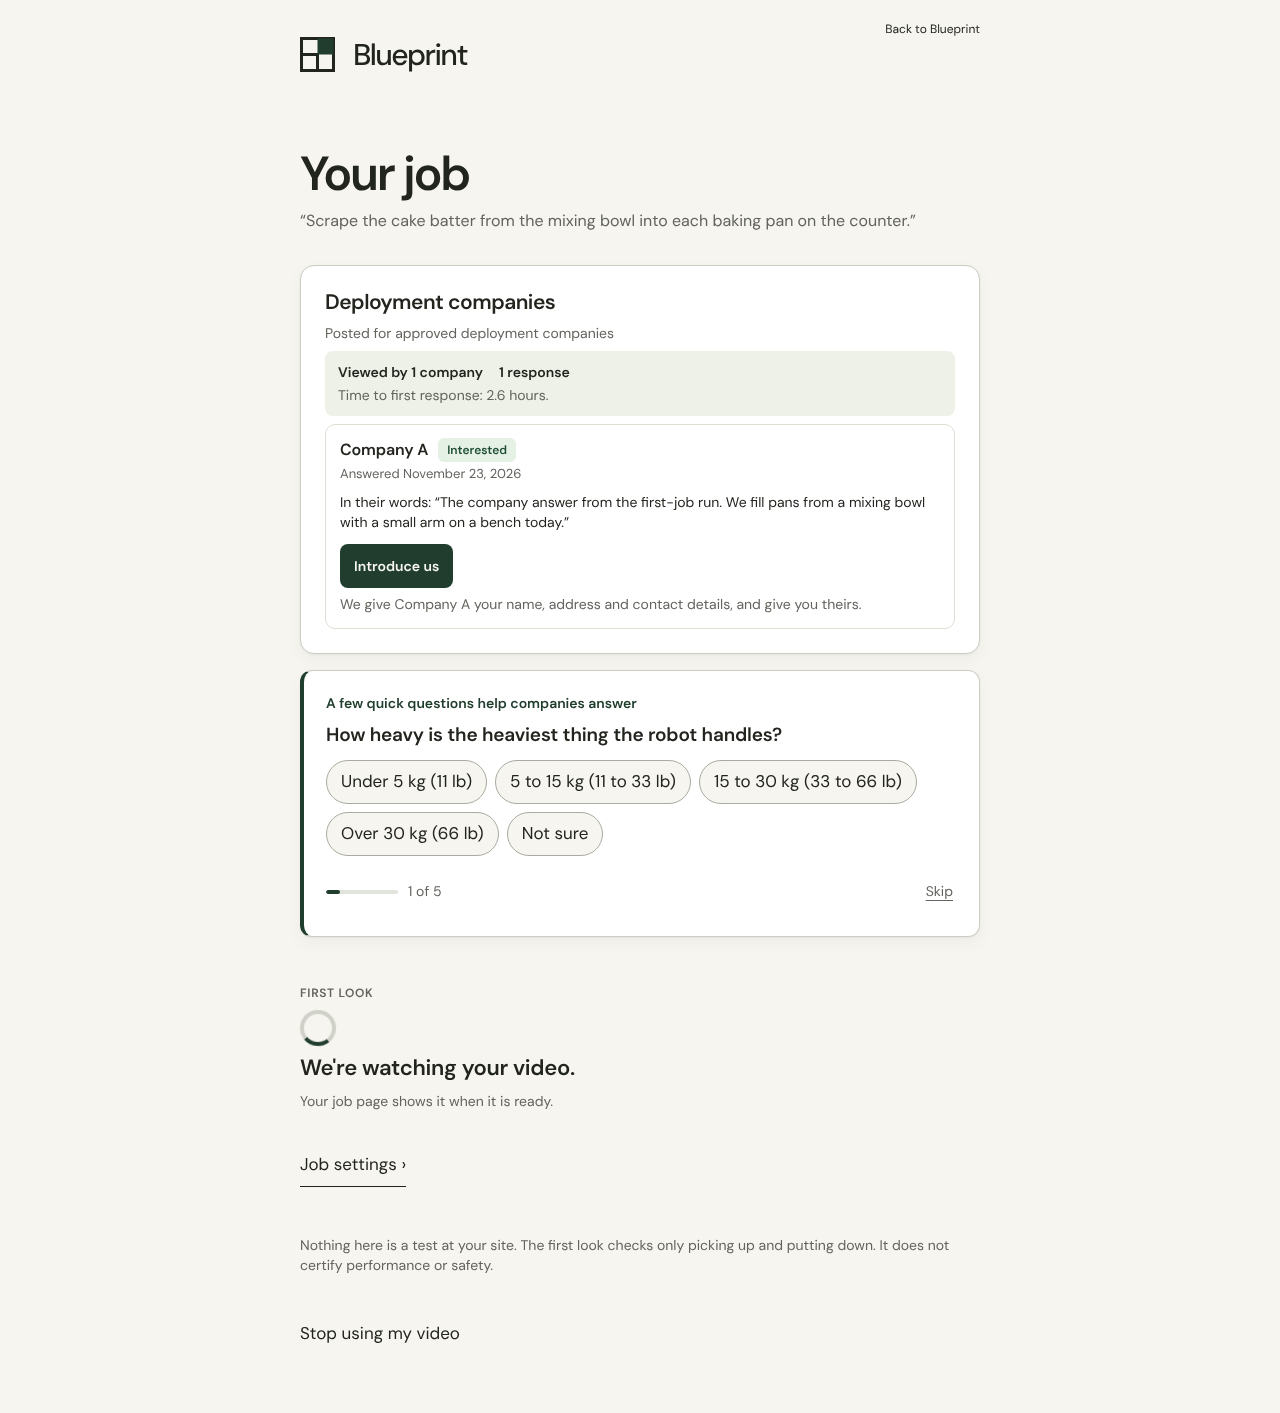 Back to Blueprint
Blueprint
Your job
“Scrape the cake batter from the mixing bowl into each baking pan on the counter.”
Deployment companies
Posted for approved deployment companies
Viewed by 1 company 1 response
Time to first response: 2.6 hours.
Company A Interested
Answered November 23, 2026
In their words: “The company answer from the first-job run. We fill pans from a mixing bowl
with a small arm on a bench today.”
Introduce us
We give Company A your name, address and contact details, and give you theirs.
A few quick questions help companies answer
How heavy is the heaviest thing the robot handles?
Under 5 kg (11 lb) 5 to 15 kg (11 to 33 lb) 15 to 30 kg (33 to 66 lb)
Over 30 kg (66 lb) Not sure
1 of 5 Skip
FIRST LOOK
We're watching your video.
Your job page shows it when it is ready.
Job settings ›
Nothing here is a test at your site. The first look checks only picking up and putting down. It does not
certify performance or safety.
Stop using my video